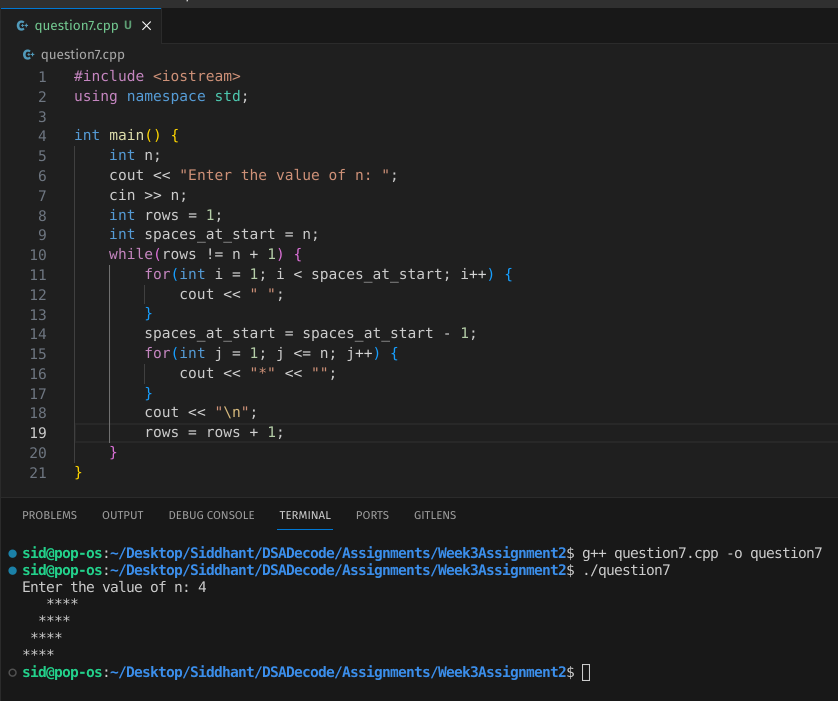 question7.cpp U ×
question7.cpp
1 #include <iostream>
2 using namespace std;
3
4 int main() {
5     int n;
6     cout << "Enter the value of n: ";
7     cin >> n;
8     int rows = 1;
9     int spaces_at_start = n;
10     while(rows != n + 1) {
11         for(int i = 1; i < spaces_at_start; i++) {
12             cout << " ";
13         }
14         spaces_at_start = spaces_at_start - 1;
15         for(int j = 1; j <= n; j++) {
16             cout << "*" << "";
17         }
18         cout << "\n";
19         rows = rows + 1;
20     }
21 }
PROBLEMS OUTPUT DEBUG CONSOLE TERMINAL PORTS GITLENS
sid@pop-os:~/Desktop/Siddhant/DSADecode/Assignments/Week3Assignment2$ g++ question7.cpp -o question7
sid@pop-os:~/Desktop/Siddhant/DSADecode/Assignments/Week3Assignment2$ ./question7
Enter the value of n: 4
   ****
  ****
 ****
****
sid@pop-os:~/Desktop/Siddhant/DSADecode/Assignments/Week3Assignment2$